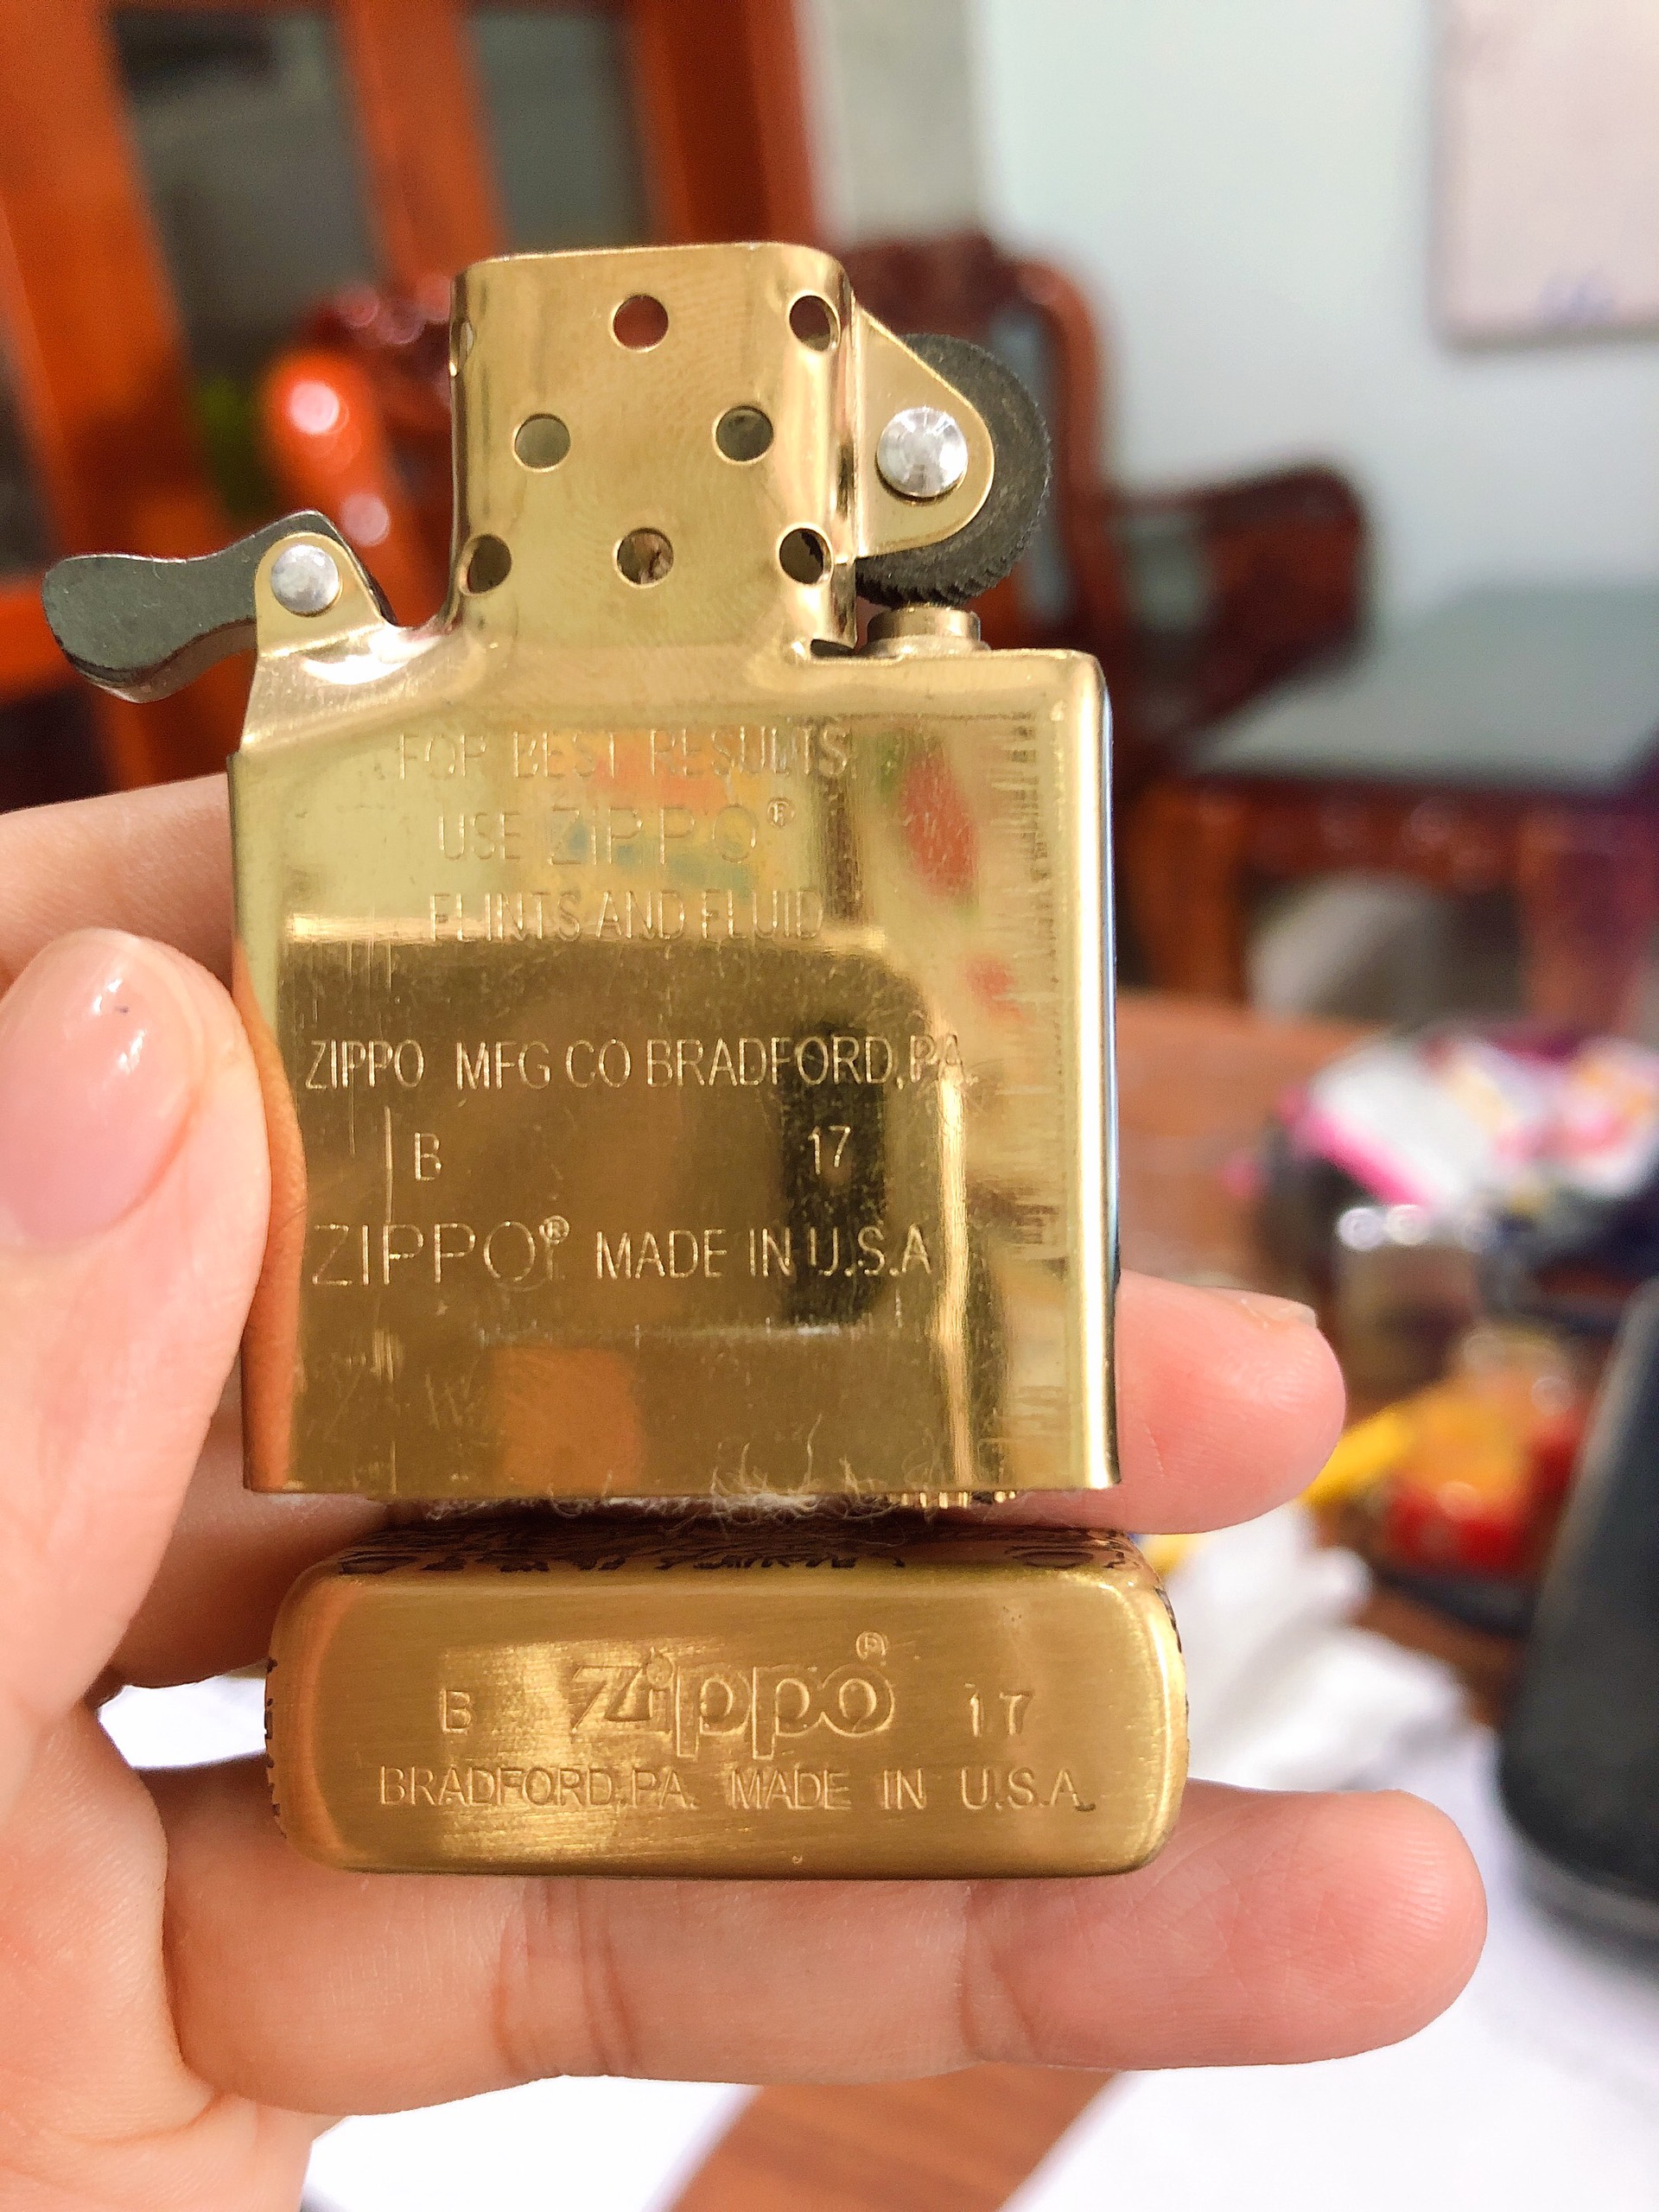 FOR BEST RESULTS
USE ZIPPO®
FLINTS AND FLUID
ZIPPO MFG CO BRADFORD,PA.
B 17
ZIPPO® MADE IN U.S.A
B Zippo® 17
BRADFORD,PA. MADE IN U.S.A.